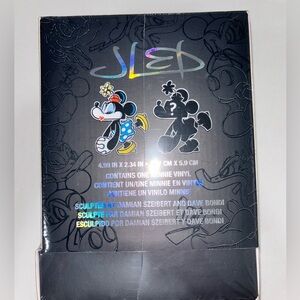 JLED
4.99 IN X 2.34 IN CM X 5.9 CM
CONTAINS ONE MINNIE VINYL
CONTIENT UN/UNE MINNIE EN VINYLE
CONTIENE UN VINILO MINNIE
SCULPTED BY DAMIAN SZEIBERT AND DAVE BONDI
SCULPTE PAR DAMIAN SZEIBERT ET DAVE BONDI
ESCULPIDO POR DAMIAN SZEIBERT Y DAVE BONDI